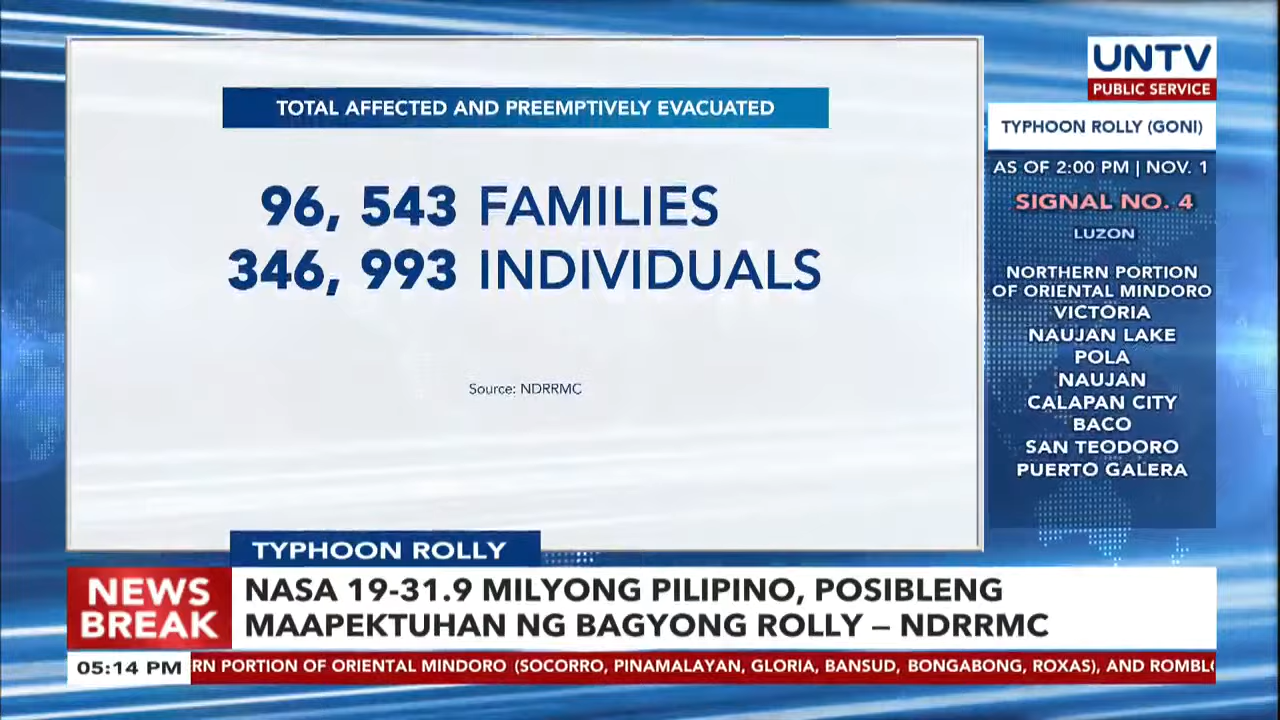 TOTAL AFFECTED AND PREEMPTIVELY EVACUATED
96, 543 FAMILIES
346, 993 INDIVIDUALS
Source: NDRRMC
UNTV
PUBLIC SERVICE
TYPHOON ROLLY (GONI)
AS OF 2:00 PM | NOV. 1
SIGNAL NO. 4
LUZON
NORTHERN PORTION
OF ORIENTAL MINDORO
VICTORIA
NAUJAN LAKE
POLA
NAUJAN
CALAPAN CITY
BACO
SAN TEODORO
PUERTO GALERA
TYPHOON ROLLY
NEWS
BREAK
NASA 19-31.9 MILYONG PILIPINO, POSIBLENG
MAAPEKTUHAN NG BAGYONG ROLLY – NDRRMC
05:14 PM
RN PORTION OF ORIENTAL MINDORO (SOCORRO, PINAMALAYAN, GLORIA, BANSUD, BONGABONG, ROXAS), AND ROMBL